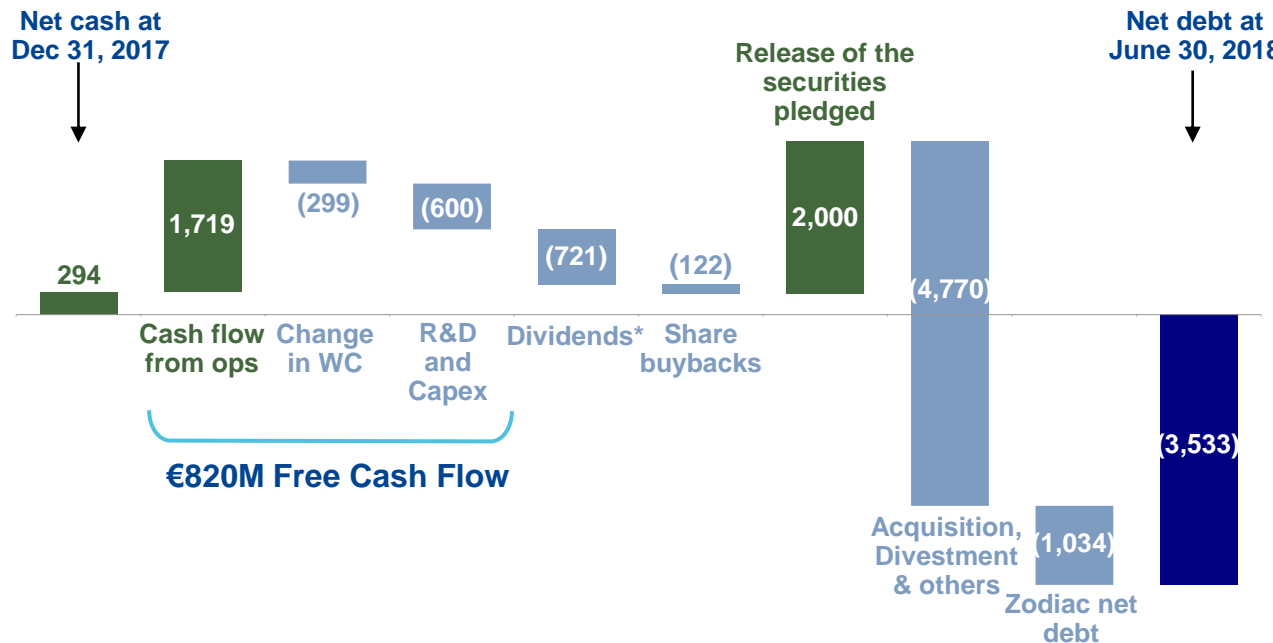 Net cash at
Dec 31, 2017
Net debt at
June 30, 2018
Release of the
securities
pledged
294
1,719
(299)
(600)
(721)
(122)
2,000
(4,770)
(1,034)
(3,533)
Cash flow
from ops
Change
in WC
R&D
and
Capex
Dividends*
Share
buybacks
€820M Free Cash Flow
Acquisition,
Divestment
& others
Zodiac net
debt